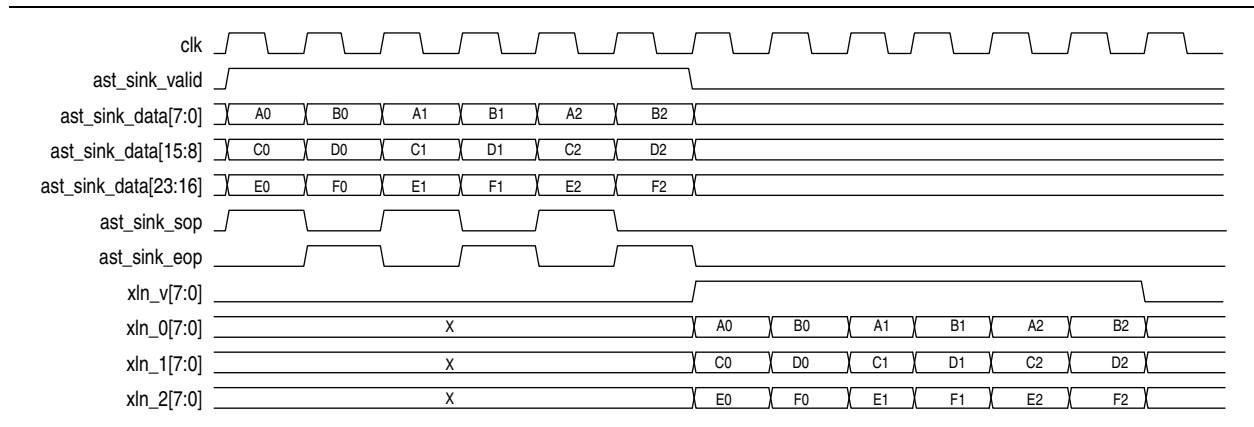 clk
ast_sink_valid
ast_sink_data[7:0] A0 B0 A1 B1 A2 B2
ast_sink_data[15:8] C0 D0 C1 D1 C2 D2
ast_sink_data[23:16] E0 F0 E1 F1 E2 F2
ast_sink_sop
ast_sink_eop
xln_v[7:0]
xln_0[7:0] X A0 B0 A1 B1 A2 B2
xln_1[7:0] X C0 D0 C1 D1 C2 D2
xln_2[7:0] X E0 F0 E1 F1 E2 F2